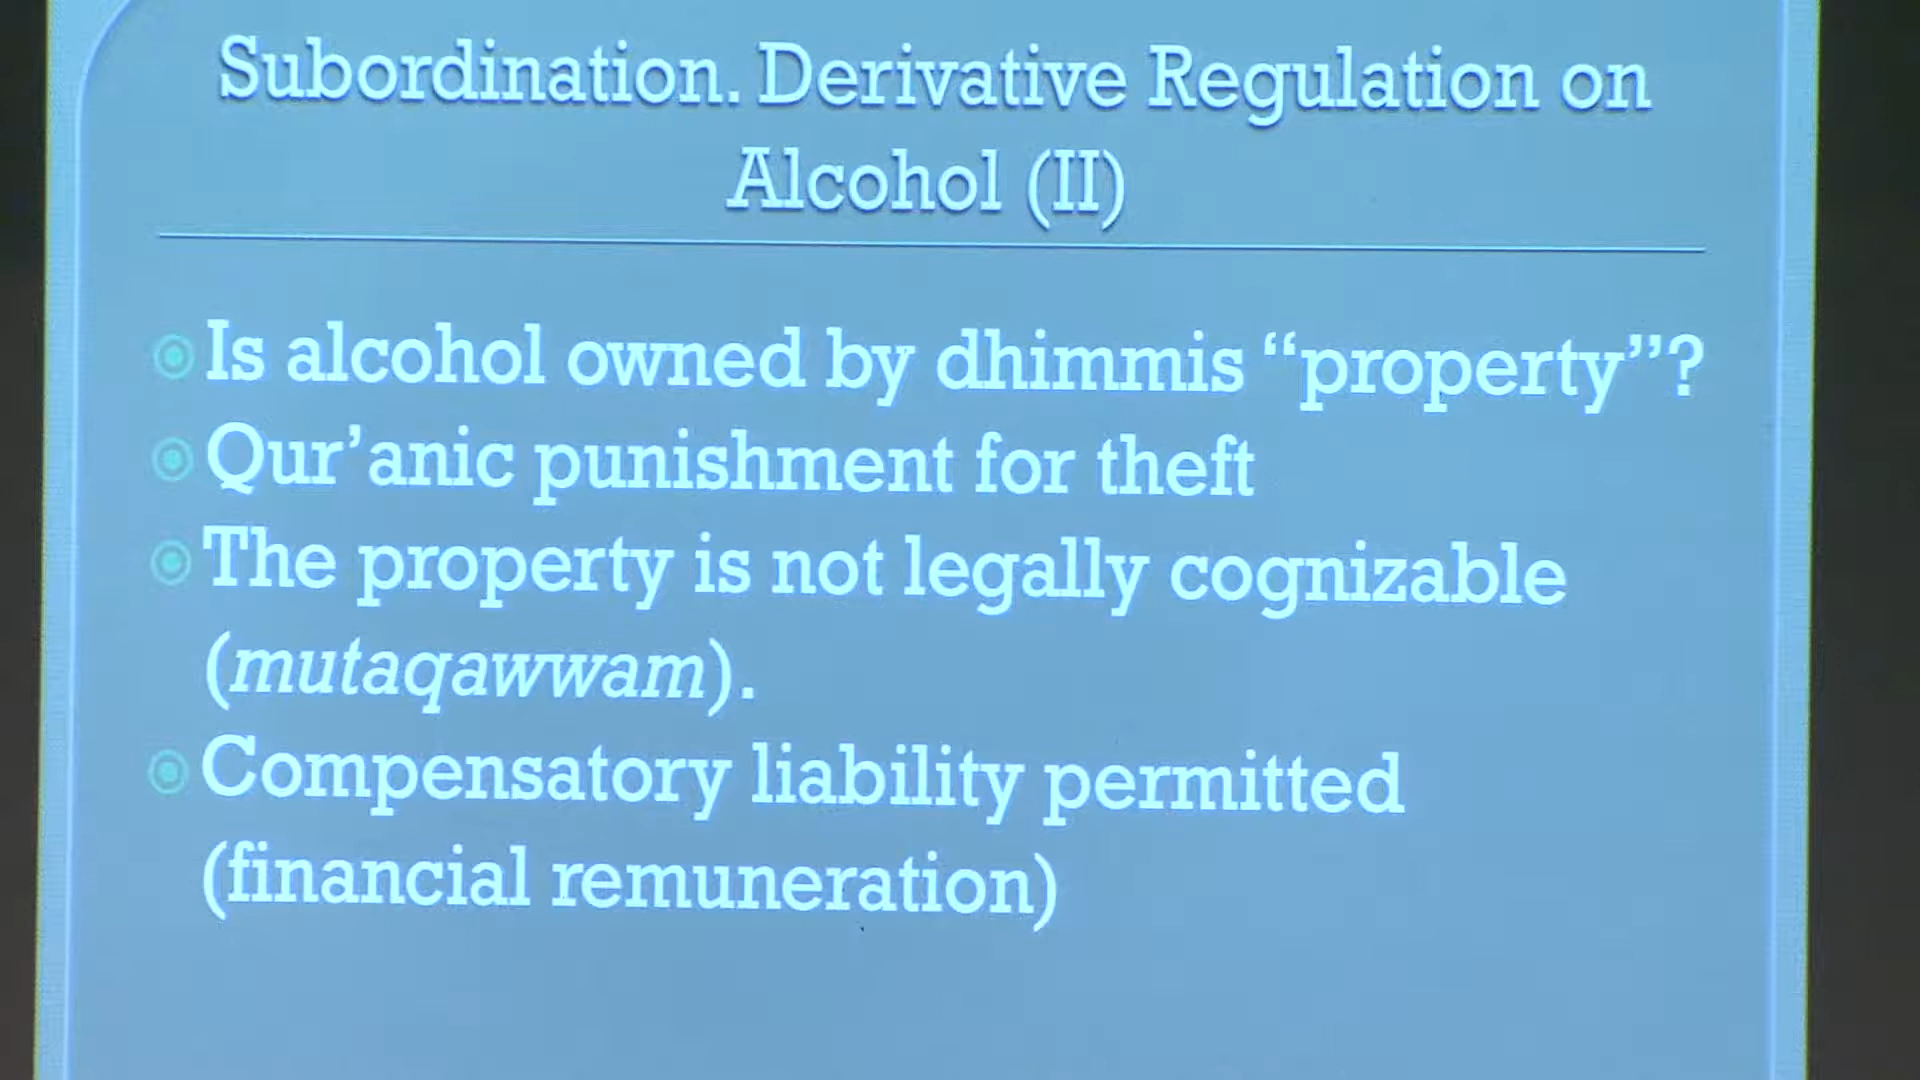 Subordination. Derivative Regulation on
Alcohol (II)
Is alcohol owned by dhimmis “property”?
Qur’anic punishment for theft
The property is not legally cognizable
(mutaqawwam).
Compensatory liability permitted
(financial remuneration)